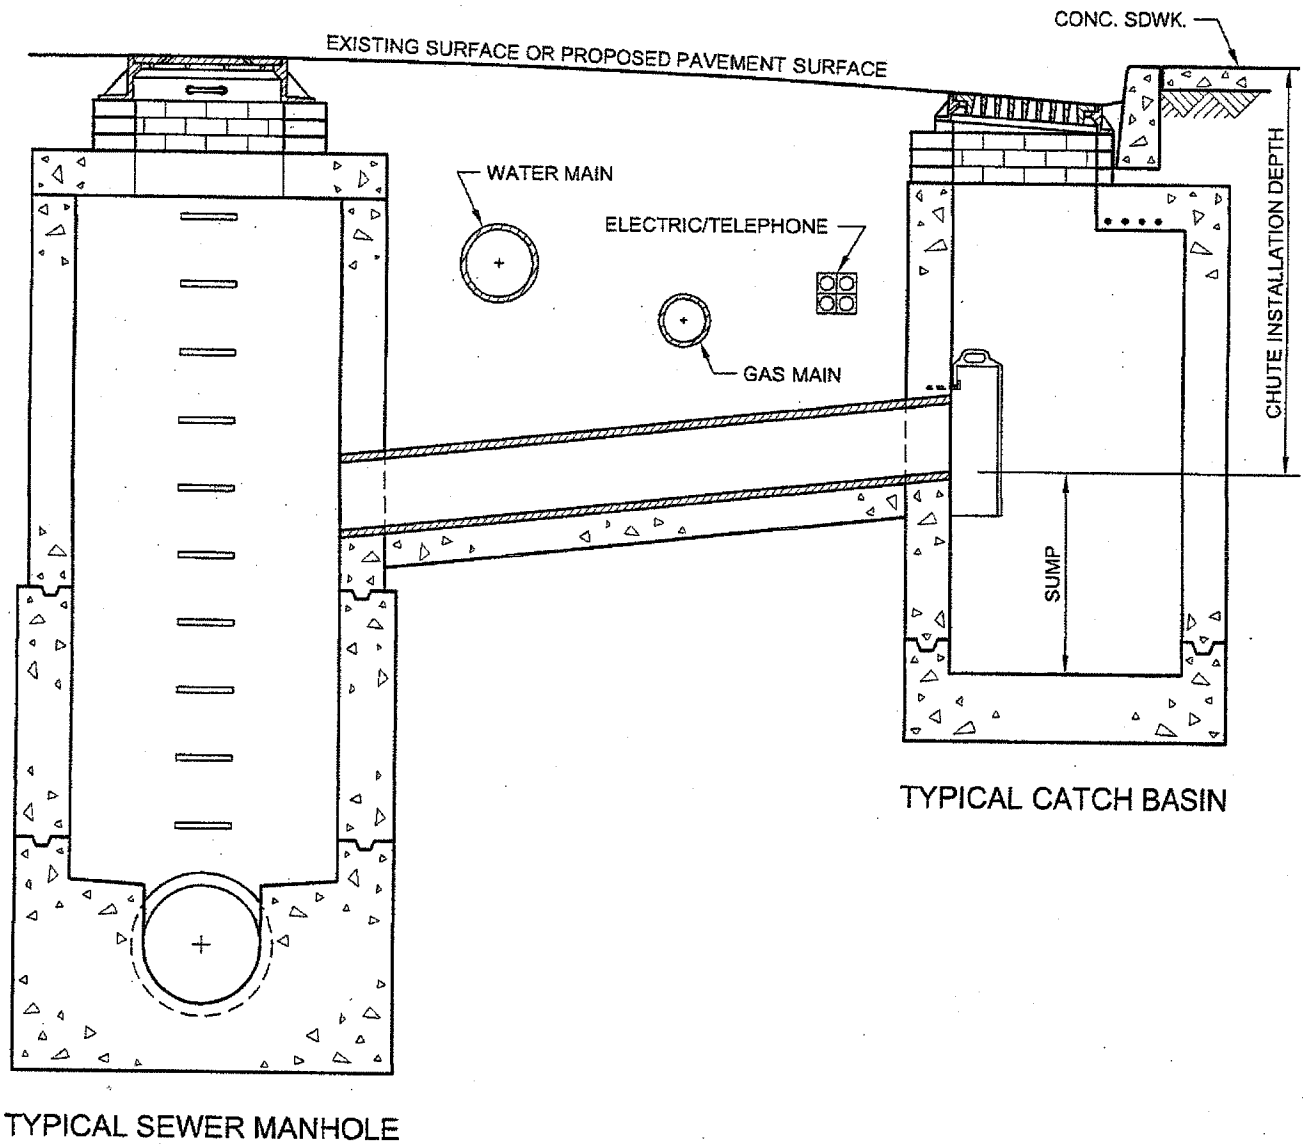 CONC. SDWK.
EXISTING SURFACE OR PROPOSED PAVEMENT SURFACE
WATER MAIN
ELECTRIC/TELEPHONE
GAS MAIN
CHUTE INSTALLATION DEPTH
SUMP
TYPICAL CATCH BASIN
TYPICAL SEWER MANHOLE